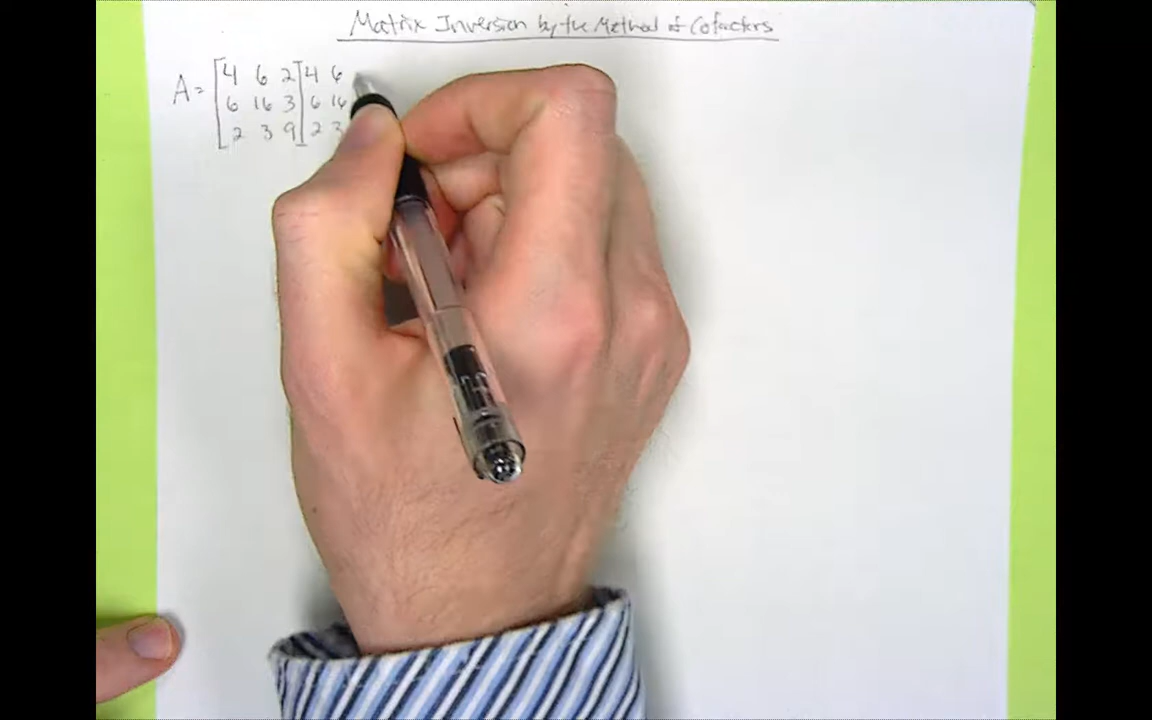 Matrix Inversion by the Method of Cofactors
A = [4 6 2] 4 6
6 16 3 6 16
2 3 9 2 3